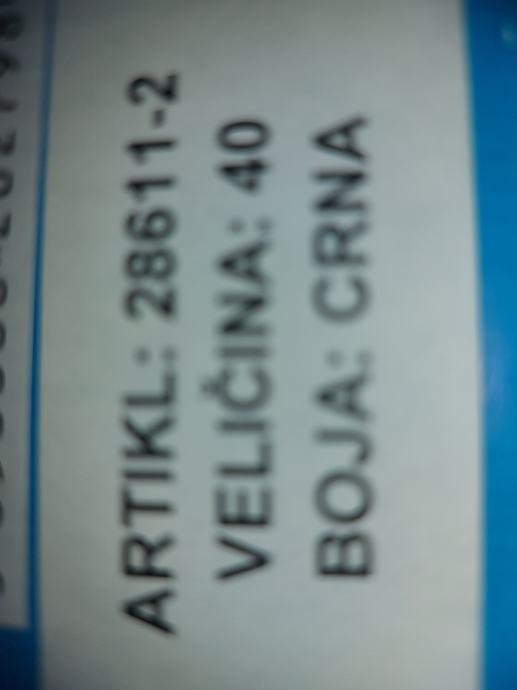 ARTIKL.: 28611-2
VELIČINA.: 40
BOJA.: CRNA